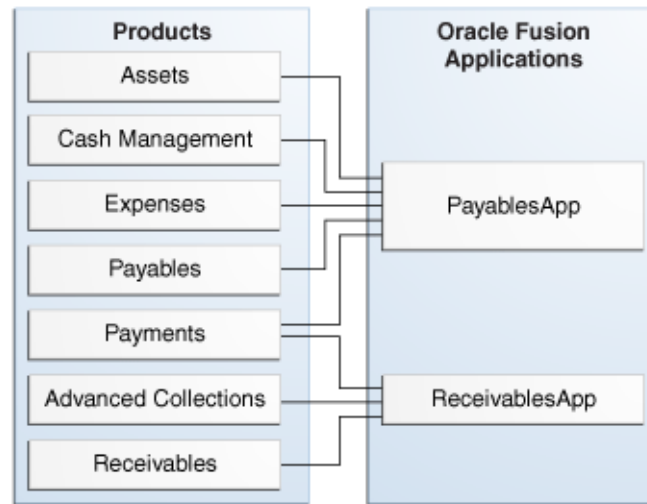 Products
Assets
Cash Management
Expenses
Payables
Payments
Advanced Collections
Receivables
Oracle Fusion
Applications
PayablesApp
ReceivablesApp